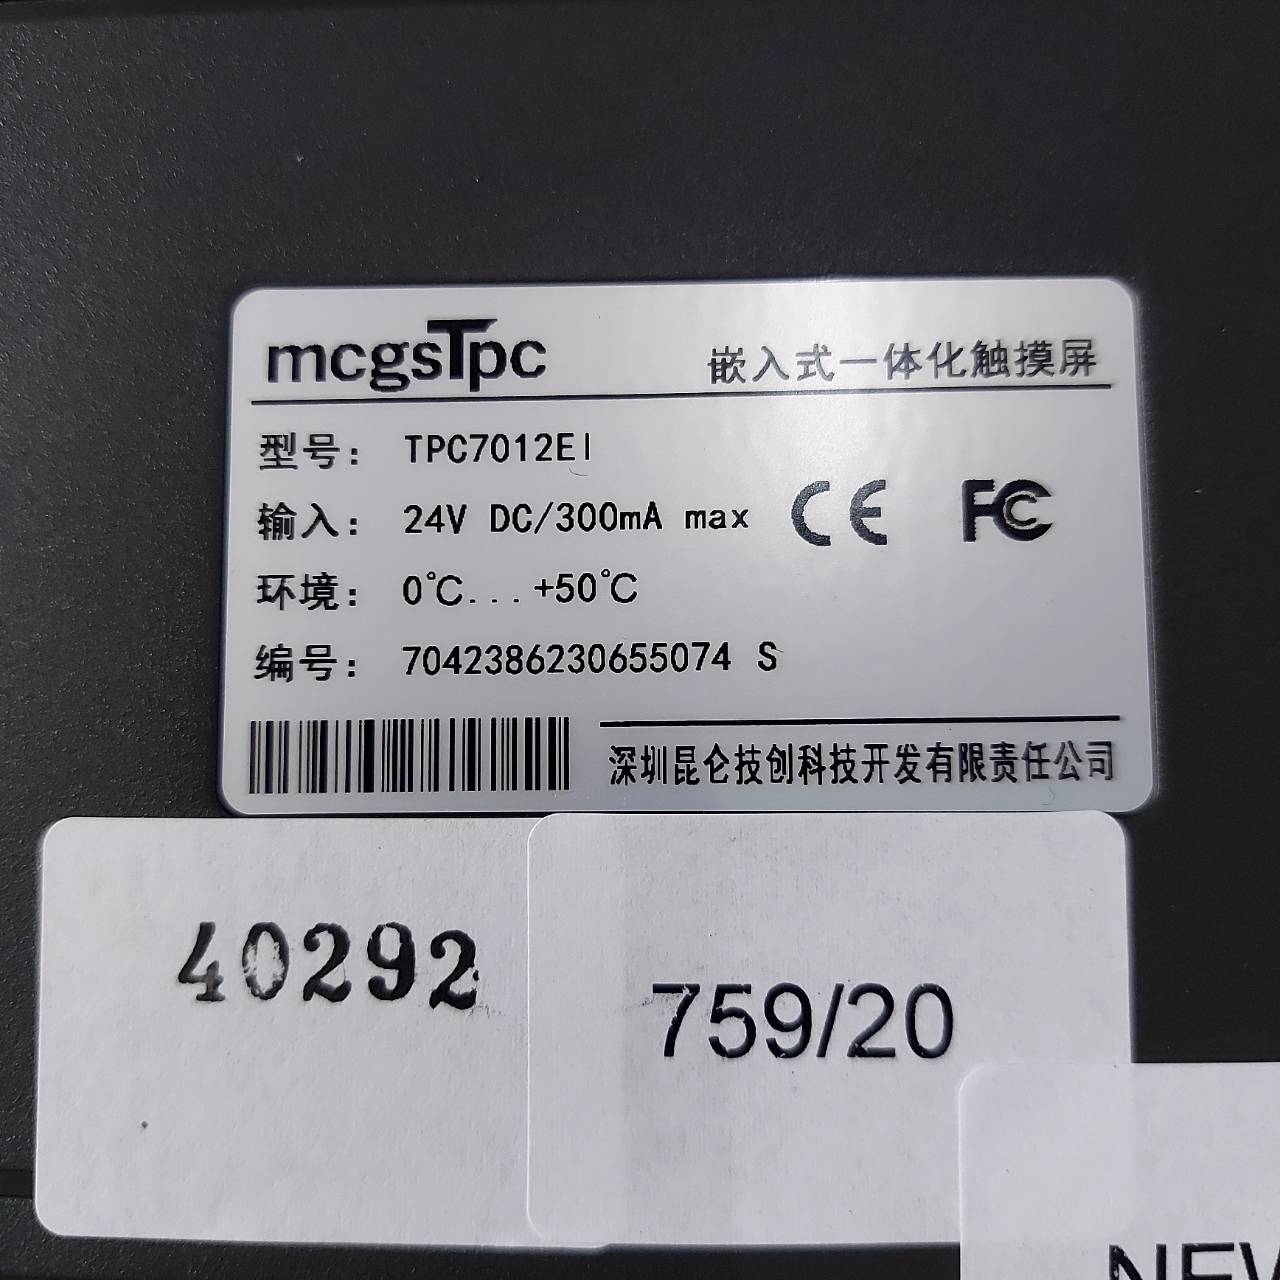 mcgsTpc 嵌入式一体化触摸屏
型号: TPC7012EI
输入: 24V DC/300mA max CE FC
环境: 0℃...+50℃
编号: 7042386230655074 S
深圳昆仑技创科技开发有限责任公司
40292
759/20